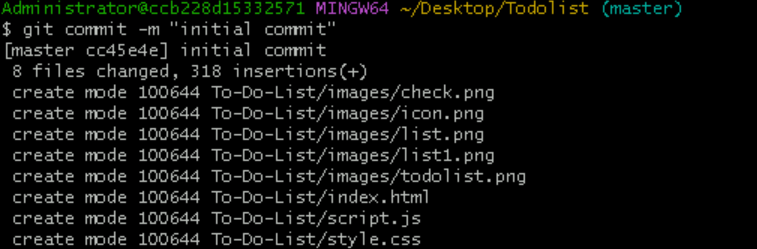 Administrator@ccb228d15332571 MINGW64 ~/Desktop/Todolist (master)
$ git commit -m "initial commit"
[master cc45e4e] initial commit
 8 files changed, 318 insertions(+)
 create mode 100644 To-Do-List/images/check.png
 create mode 100644 To-Do-List/images/icon.png
 create mode 100644 To-Do-List/images/list.png
 create mode 100644 To-Do-List/images/list1.png
 create mode 100644 To-Do-List/images/todolist.png
 create mode 100644 To-Do-List/index.html
 create mode 100644 To-Do-List/script.js
 create mode 100644 To-Do-List/style.css